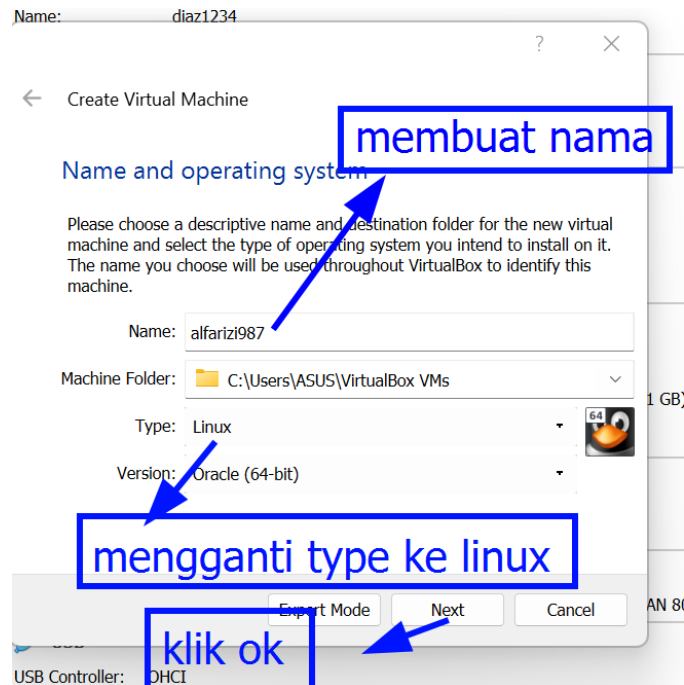 Name: diaz1234
?
Create Virtual Machine
membuat nama
Name and operating system
Please choose a descriptive name and destination folder for the new virtual
machine and select the type of operating system you intend to install on it.
The name you choose will be used throughout VirtualBox to identify this
machine.
Name: alfarizi987
Machine Folder: C:\Users\ASUS\VirtualBox VMs
1 GB)
Type: Linux
64
Version: Oracle (64-bit)
mengganti type ke linux
Expert Mode Next Cancel
AN 80
klik ok
USB Controller: OHCI